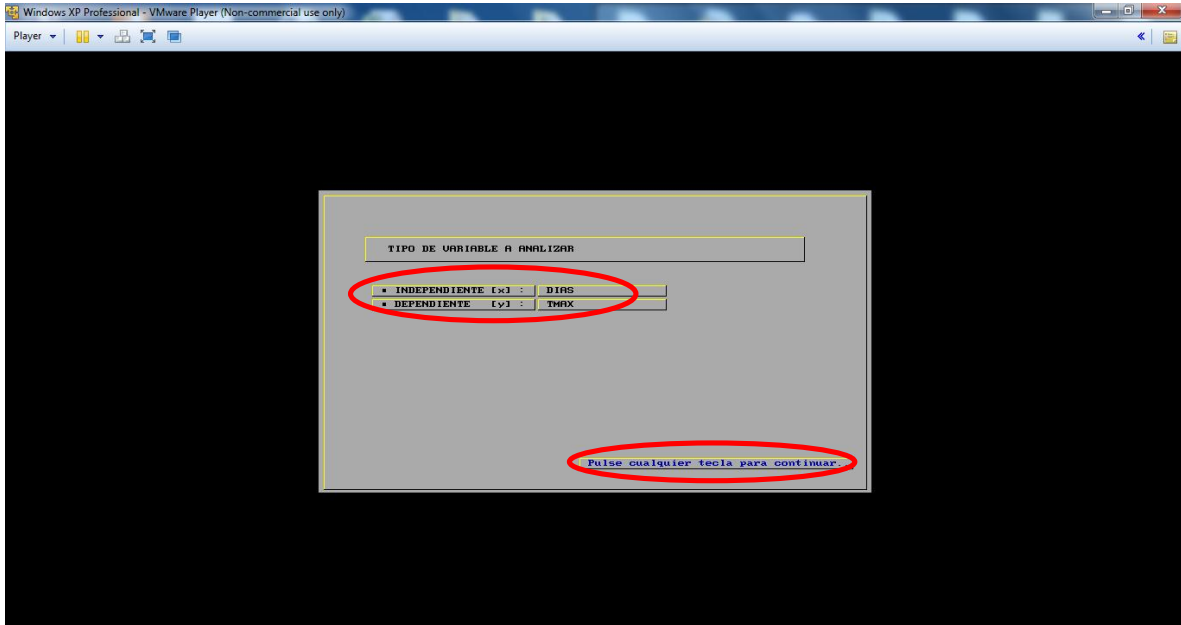 Windows XP Professional - VMware Player (Non-commercial use only)
Player
TIPO DE VARIABLE A ANALIZAR
▪ INDEPENDIENTE [x] : DIAS
▪ DEPENDIENTE [y] : TMAX
Pulse cualquier tecla para continuar.